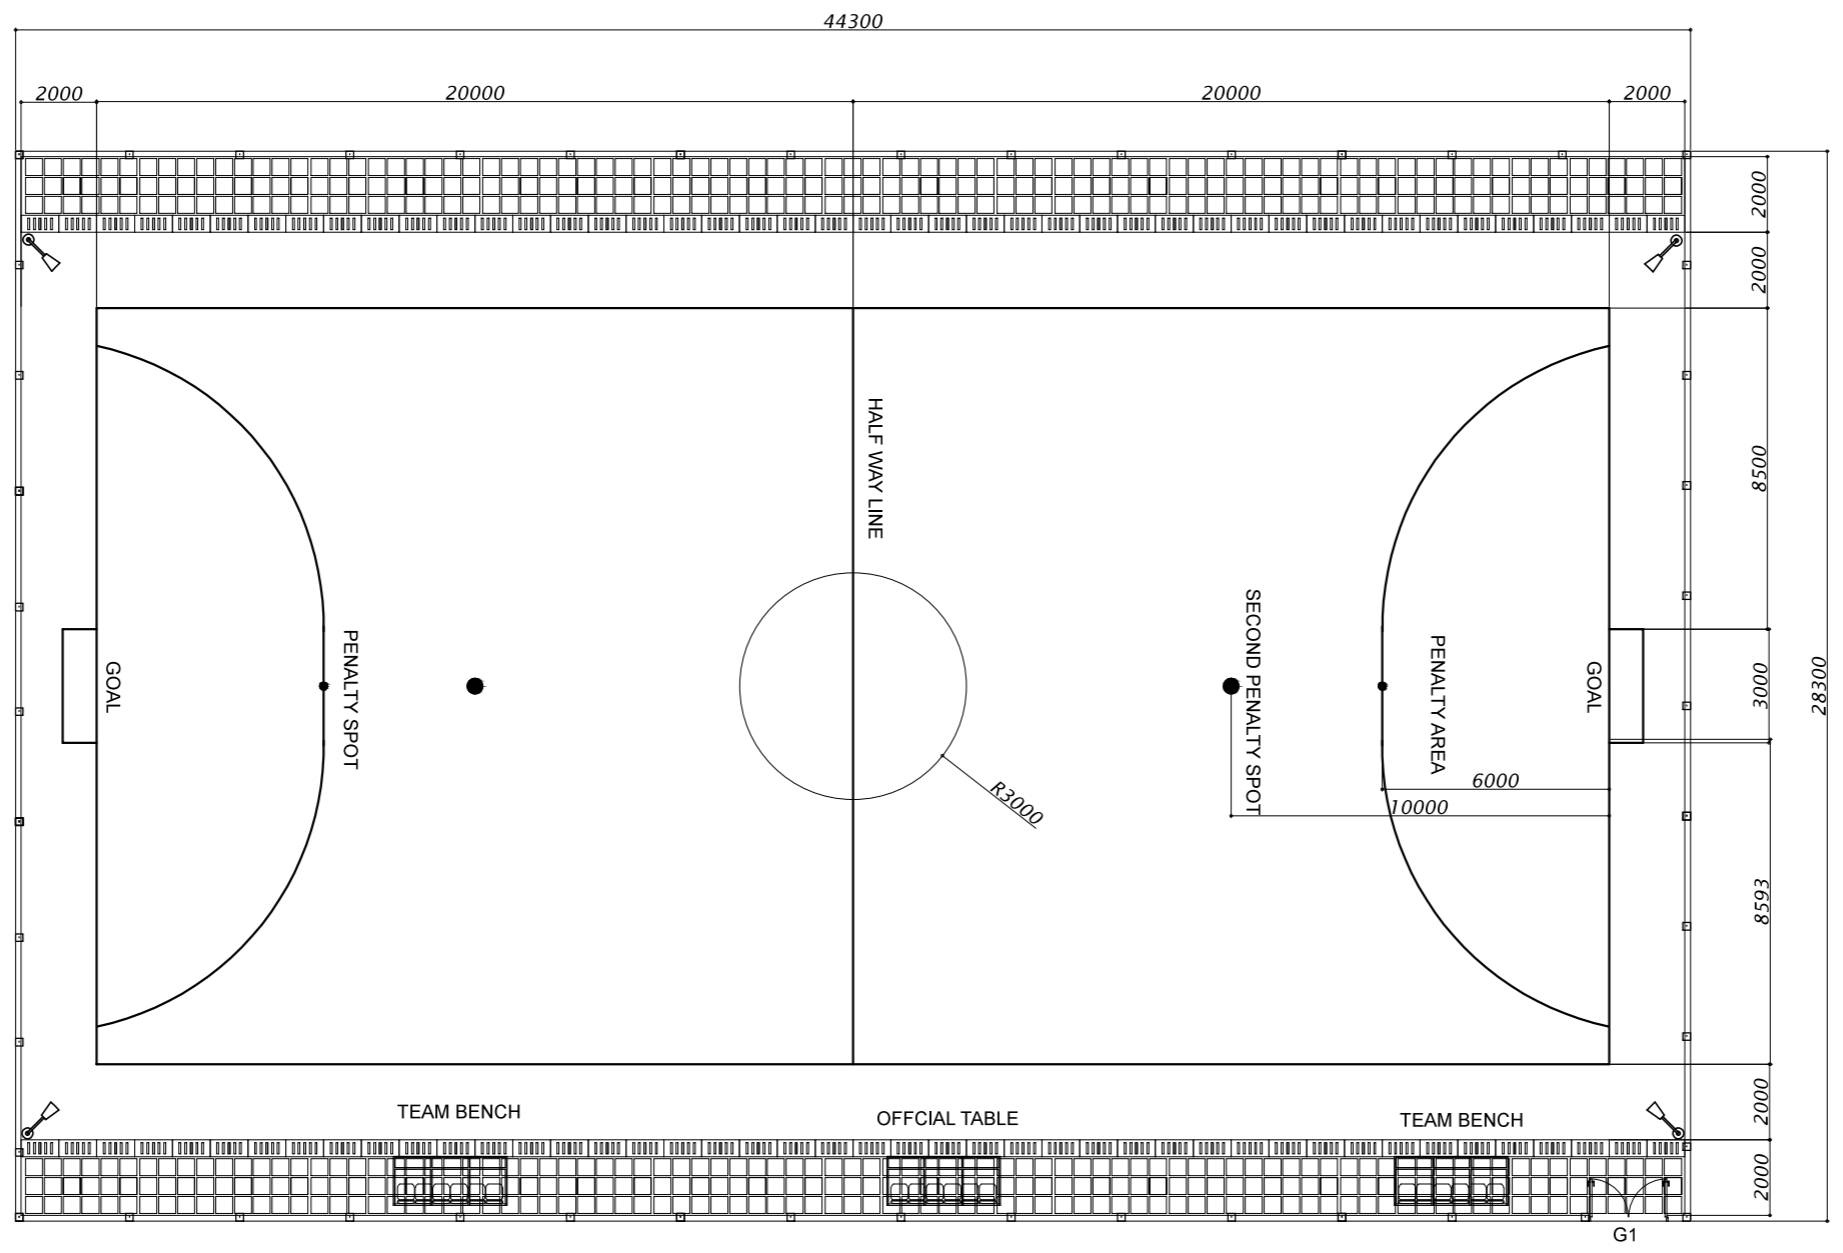 44300
2000
20000
20000
2000
2000
2000
8500
HALF WAY LINE
SECOND PENALTY SPOT
PENALTY SPOT
PENALTY AREA
GOAL
GOAL
3000
28300
6000
R3000
10000
8593
2000
TEAM BENCH
OFFCIAL TABLE
TEAM BENCH
2000
G1